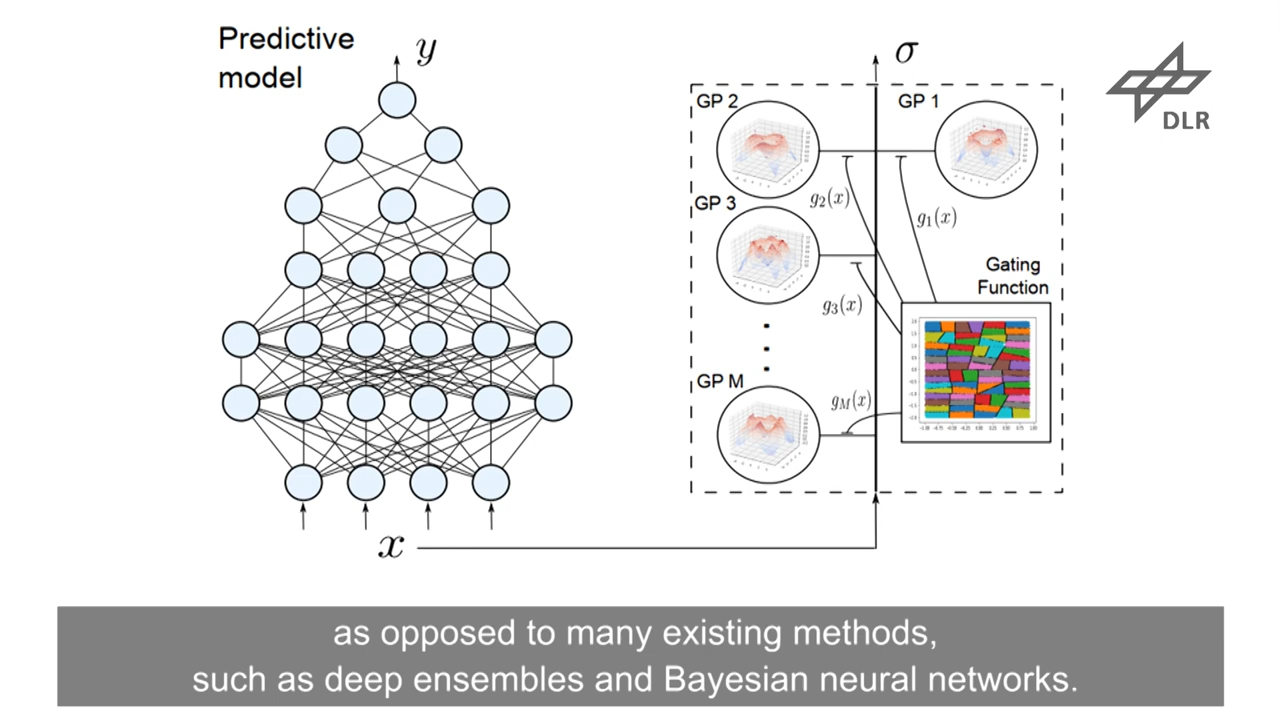 Predictive
model
y
σ
DLR
GP 2
GP 1
g₂(x)
g₁(x)
GP 3
Gating
Function
g₃(x)
GP M
g_M(x)
x
as opposed to many existing methods,
such as deep ensembles and Bayesian neural networks.